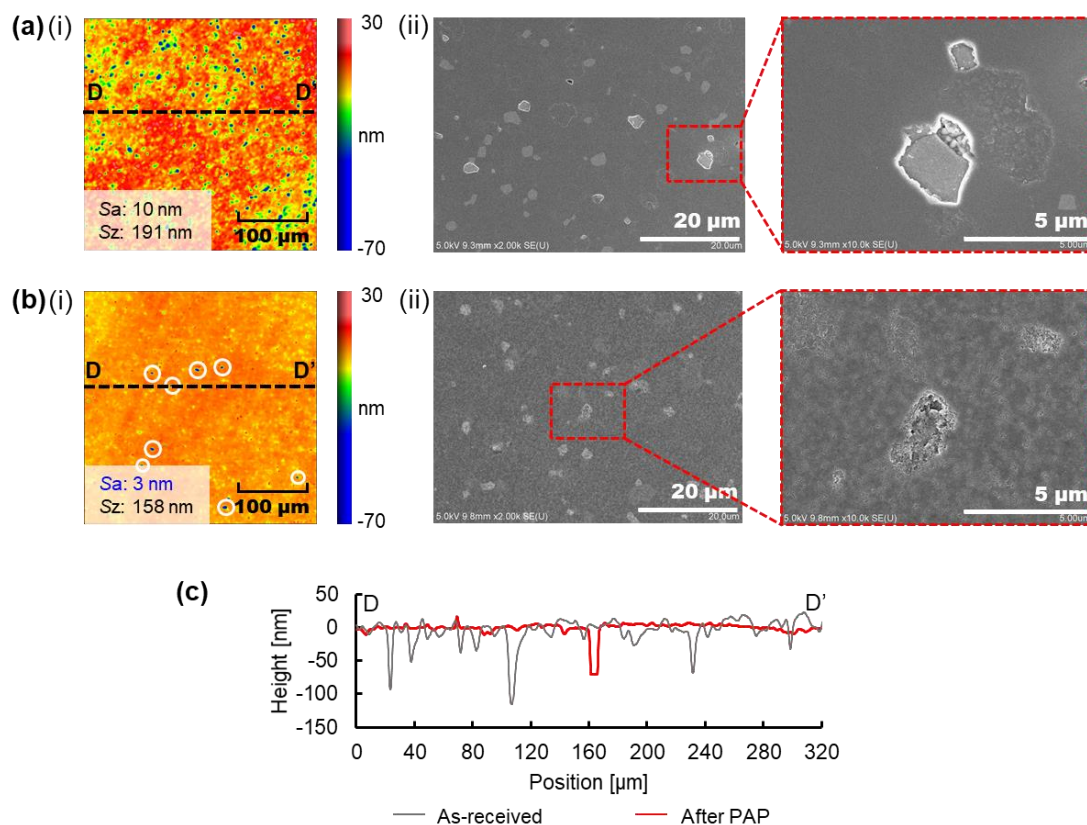 (a) (i)
D D'
Sa: 10 nm
Sz: 191 nm
100 µm
30
nm
-70
(ii)
20 µm
5.0kV 9.3mm x2.00k SE(U) 20.0um
5 µm
5.0kV 9.3mm x10.0k SE(U) 5.00um
(b) (i)
D D'
Sa: 3 nm
Sz: 158 nm
100 µm
30
nm
-70
(ii)
20 µm
5.0kV 9.8mm x2.00k SE(U) 20.0um
5 µm
5.0kV 9.8mm x10.0k SE(U) 5.00um
(c)
Height [nm]
50
0
-50
-100
-150
D D'
0 40 80 120 160 200 240 280 320
Position [µm]
As-received After PAP